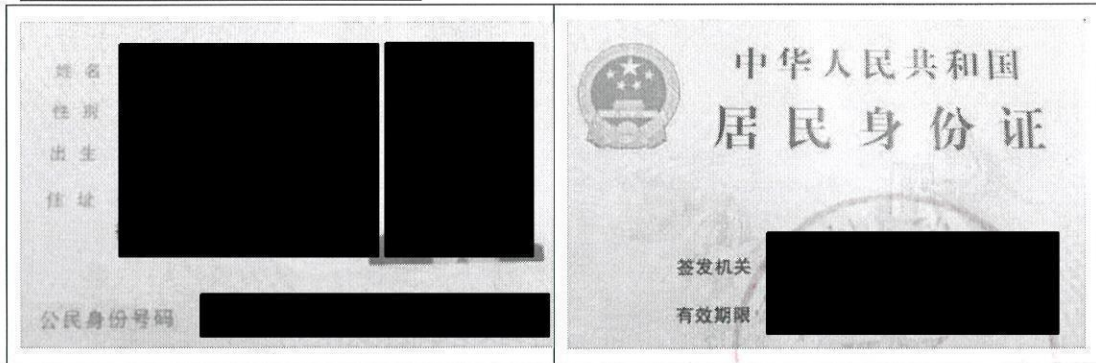 姓名
性别
出生
住址
公民身份号码
中华人民共和国
居民身份证
签发机关
有效期限